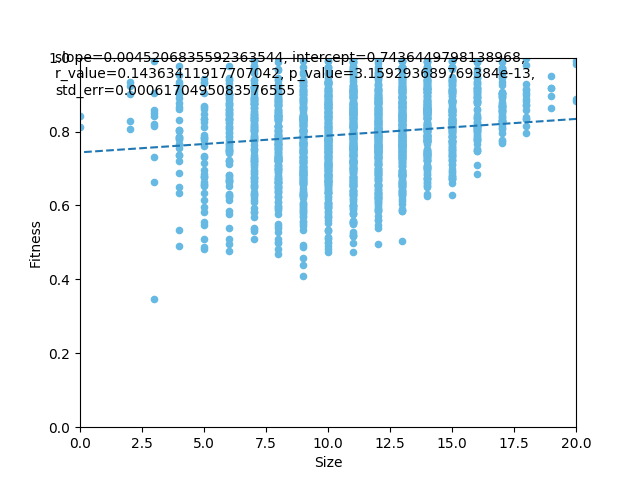 slope=0.0045206835592363544, intercept=0.7436449798138968,
r_value=0.14363411917707042, p_value=3.159293689769384e-13,
std_err=0.0006170495083576555
1.0
0.8
0.6
0.4
0.2
0.0
Fitness
0.0 2.5 5.0 7.5 10.0 12.5 15.0 17.5 20.0
Size